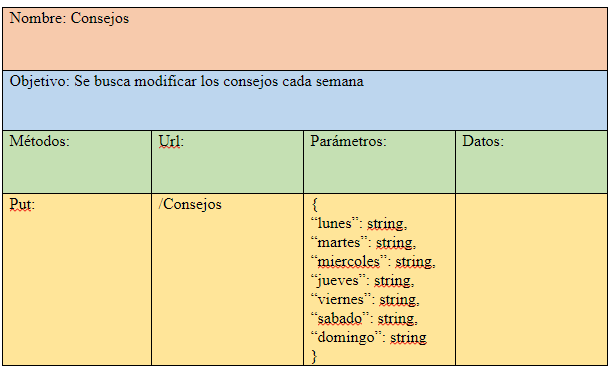 Nombre: Consejos
Objetivo: Se busca modificar los consejos cada semana
Métodos: Url: Parámetros: Datos:
Put: /Consejos {
“lunes”: string,
“martes”: string,
“miercoles”: string,
“jueves”: string,
“viernes”: string,
“sabado”: string,
“domingo”: string
}